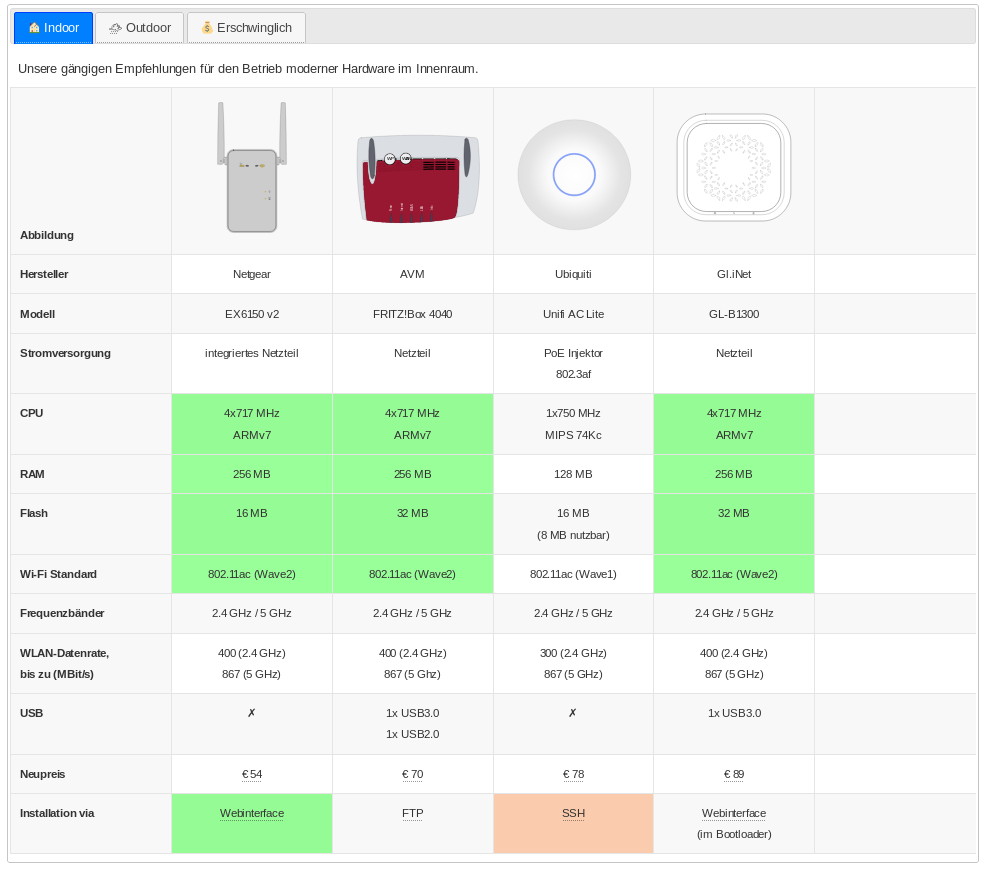 Indoor Outdoor Erschwinglich
Unsere gängigen Empfehlungen für den Betrieb moderner Hardware im Innenraum.
Abbildung
Hersteller Netgear AVM Ubiquiti Gl.iNet
Modell EX6150 v2 FRITZ!Box 4040 Unifi AC Lite GL-B1300
Stromversorgung integriertes Netzteil Netzteil PoE Injektor Netzteil
802.3af
CPU 4x717 MHz 4x717 MHz 1x750 MHz 4x717 MHz
ARMv7 ARMv7 MIPS 74Kc ARMv7
RAM 256 MB 256 MB 128 MB 256 MB
Flash 16 MB 32 MB 16 MB 32 MB
(8 MB nutzbar)
Wi-Fi Standard 802.11ac (Wave2) 802.11ac (Wave2) 802.11ac (Wave1) 802.11ac (Wave2)
Frequenzbänder 2.4 GHz / 5 GHz 2.4 GHz / 5 GHz 2.4 GHz / 5 GHz 2.4 GHz / 5 GHz
WLAN-Datenrate, 400 (2.4 GHz) 400 (2.4 GHz) 300 (2.4 GHz) 400 (2.4 GHz)
bis zu (MBit/s) 867 (5 GHz) 867 (5 Ghz) 867 (5 GHz) 867 (5 GHz)
USB ✗ 1x USB3.0 ✗ 1x USB3.0
1x USB2.0
Neupreis € 54 € 70 € 78 € 89
Installation via Webinterface FTP SSH Webinterface
(im Bootloader)